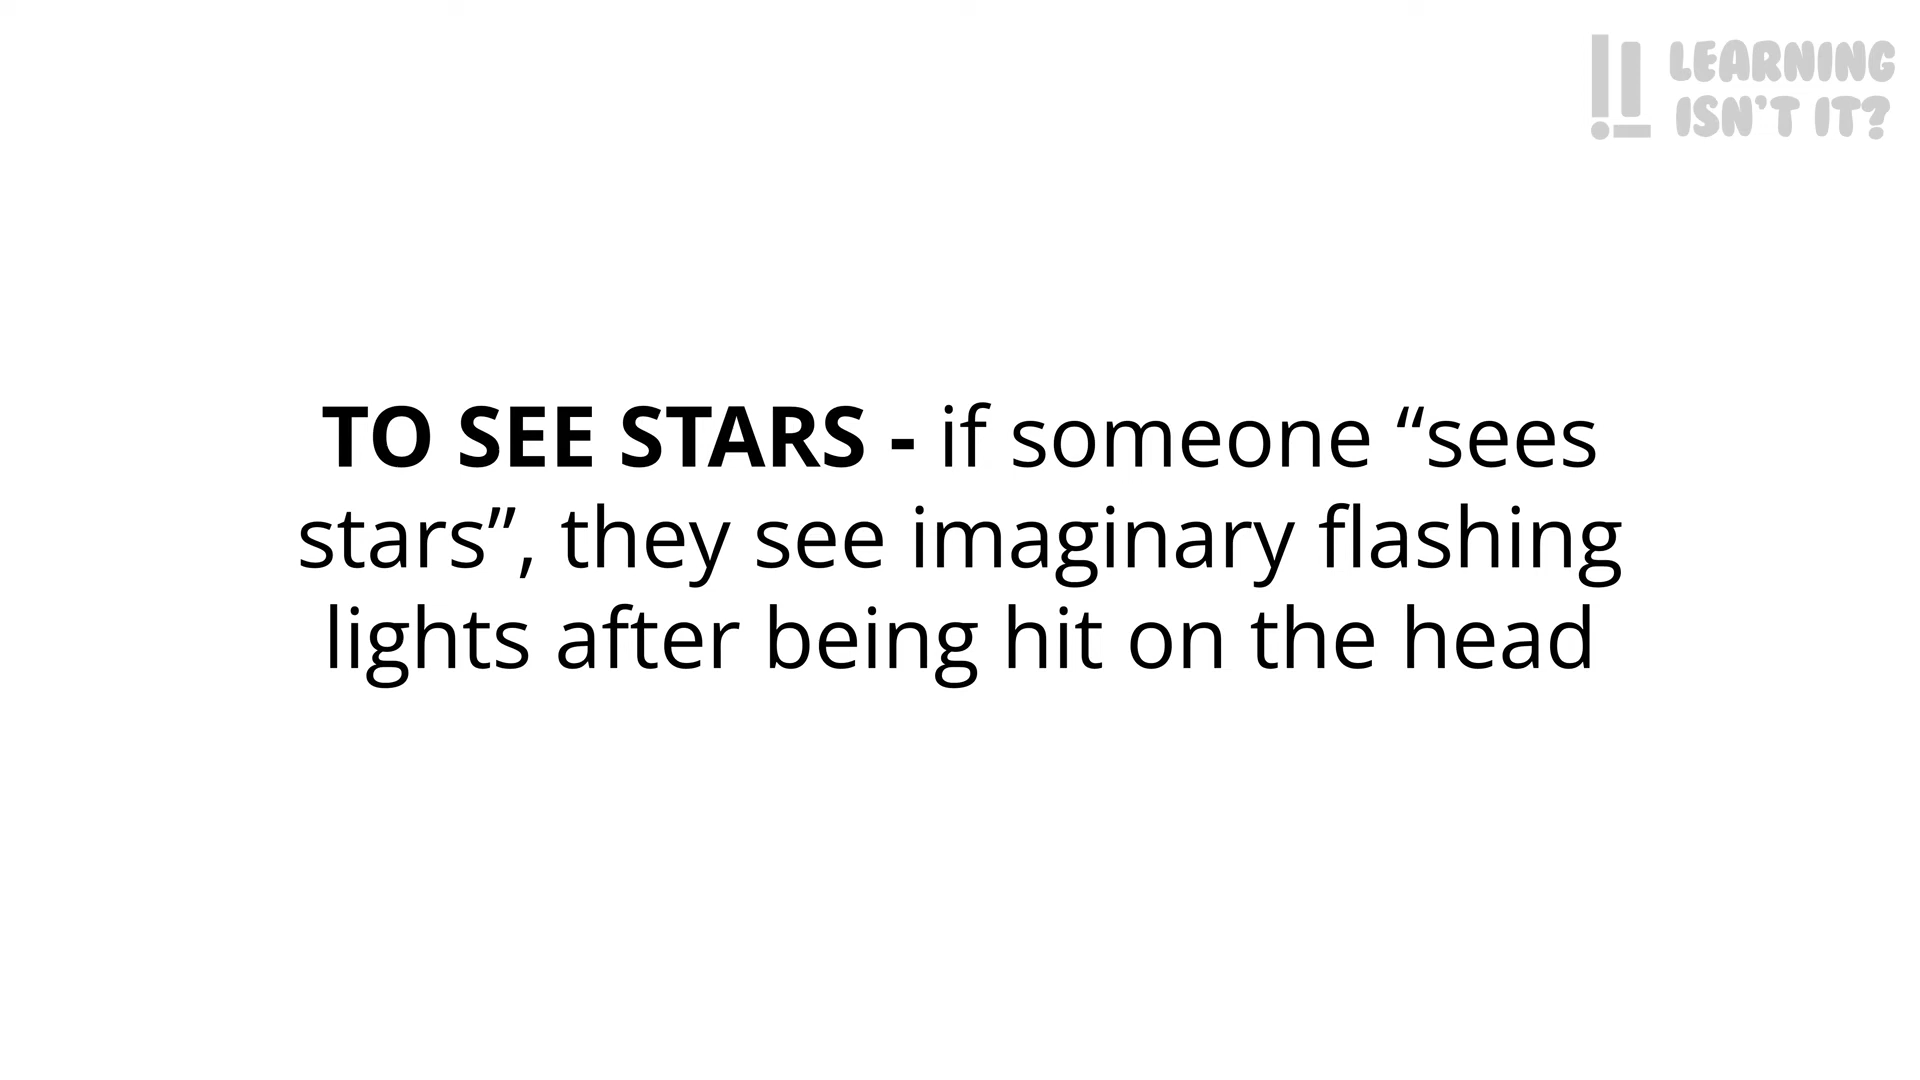 LEARNING
ISN'T IT?
TO SEE STARS - if someone “sees
stars”, they see imaginary flashing
lights after being hit on the head